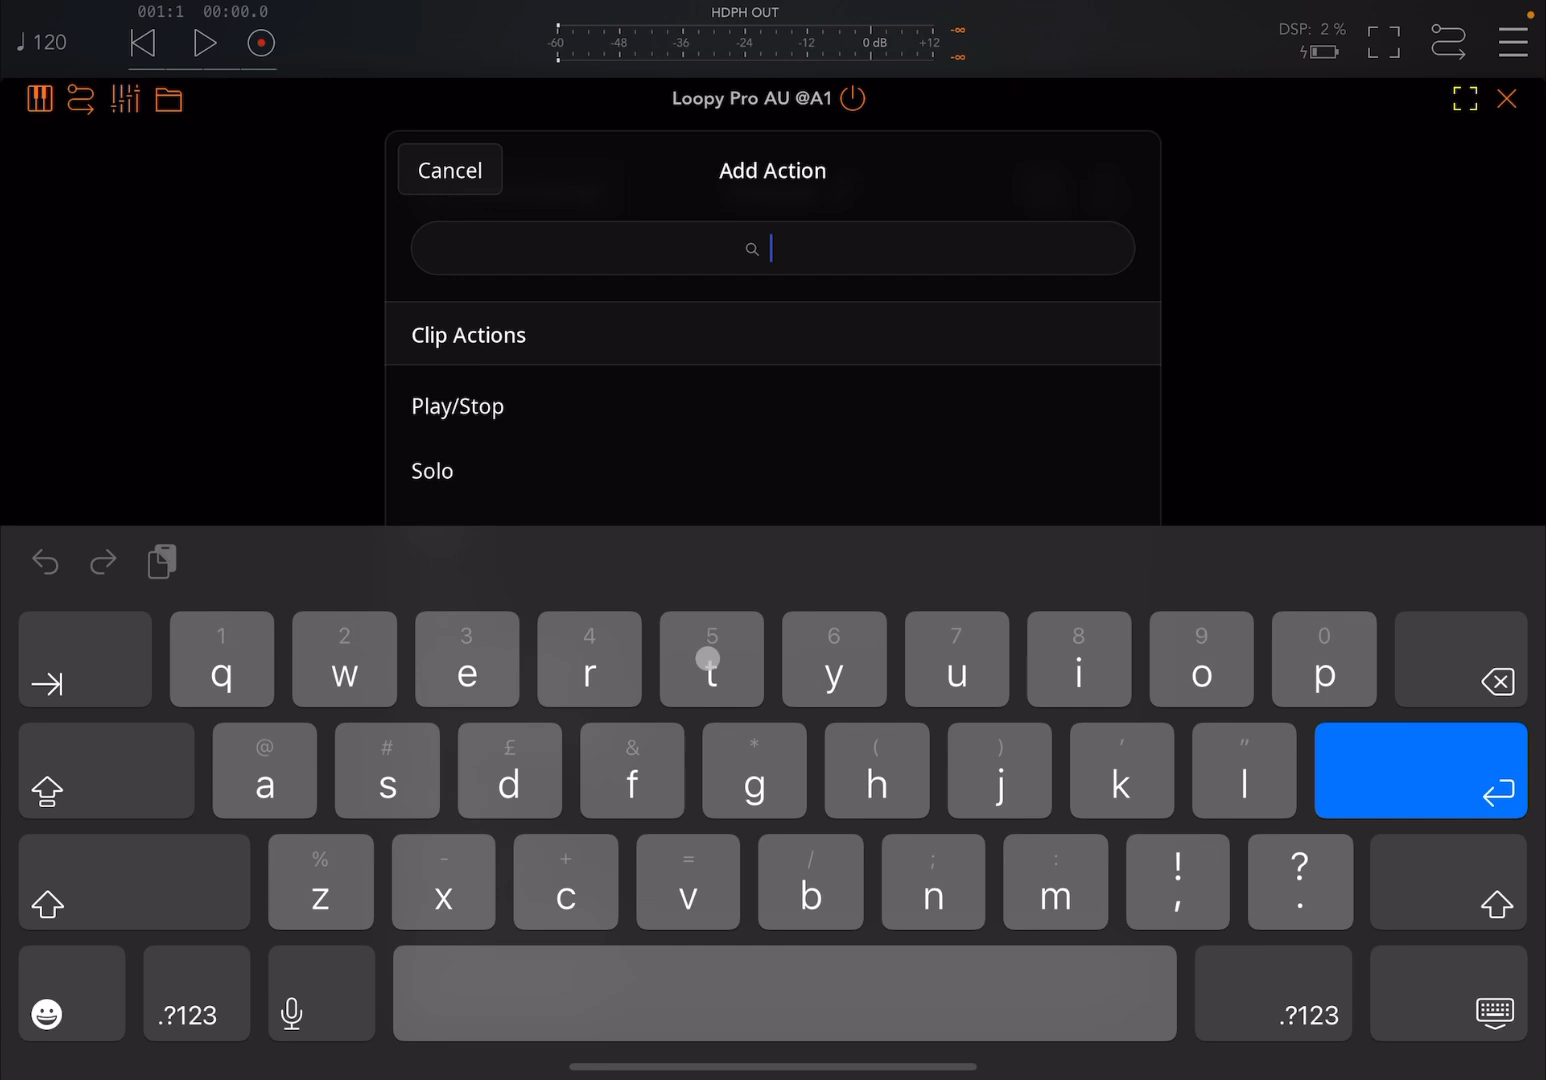 001:1 00:00.0
♩ 120
HDPH OUT
-60 -48 -36 -24 -12 0 dB +12
-∞
-∞
DSP: 2 %
Loopy Pro AU @A1
Cancel
Add Action
Clip Actions
Play/Stop
Solo
1 2 3 4 5 6 7 8 9 0
q w e r t y u i o p
@ # £ & * ( ) ' "
a s d f g h j k l
% - + = / ; : ! ?
z x c v b n m , .
.?123 .?123